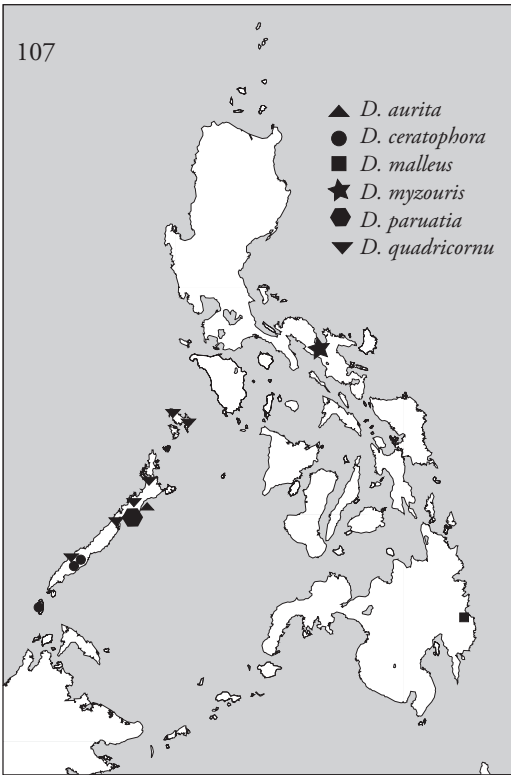 107
D. aurita
D. ceratophora
D. malleus
D. myzouris
D. paruatia
D. quadricornu